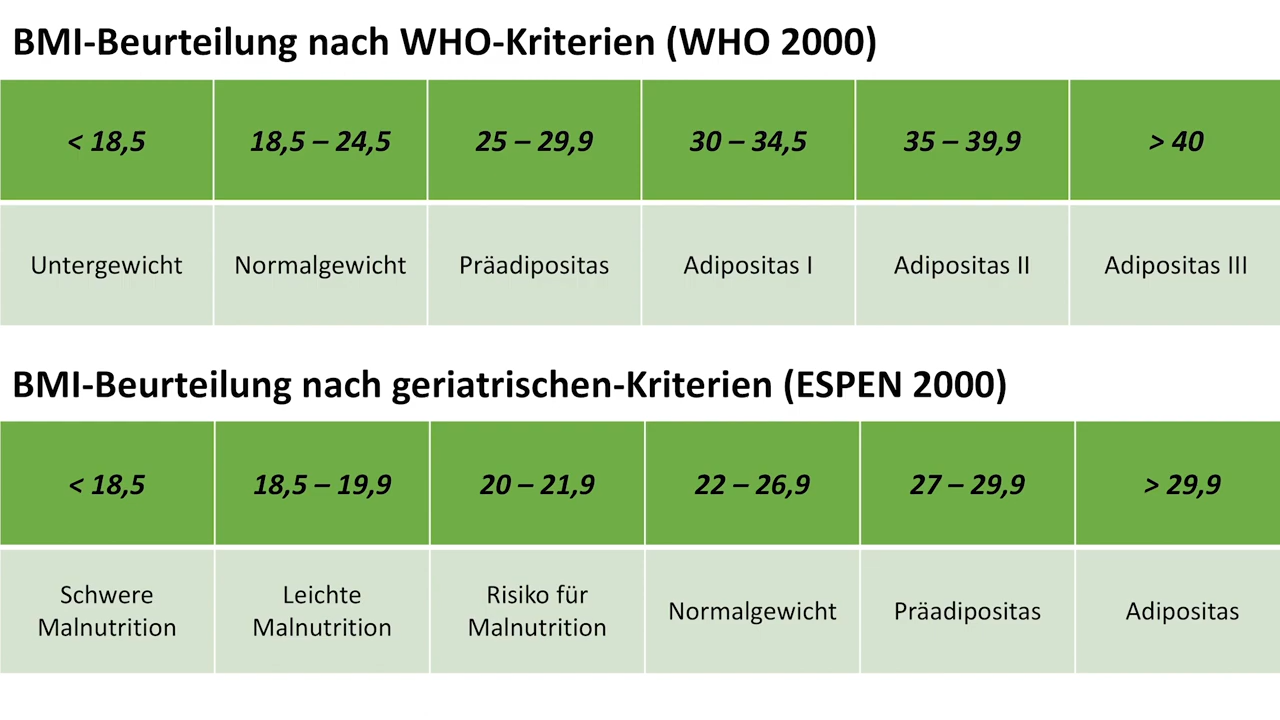 BMI-Beurteilung nach WHO-Kriterien (WHO 2000)
< 18,5 18,5 – 24,5 25 – 29,9 30 – 34,5 35 – 39,9 > 40
Untergewicht Normalgewicht Präadipositas Adipositas I Adipositas II Adipositas III
BMI-Beurteilung nach geriatrischen-Kriterien (ESPEN 2000)
< 18,5 18,5 – 19,9 20 – 21,9 22 – 26,9 27 – 29,9 > 29,9
Schwere Malnutrition Leichte Malnutrition Risiko für Malnutrition Normalgewicht Präadipositas Adipositas